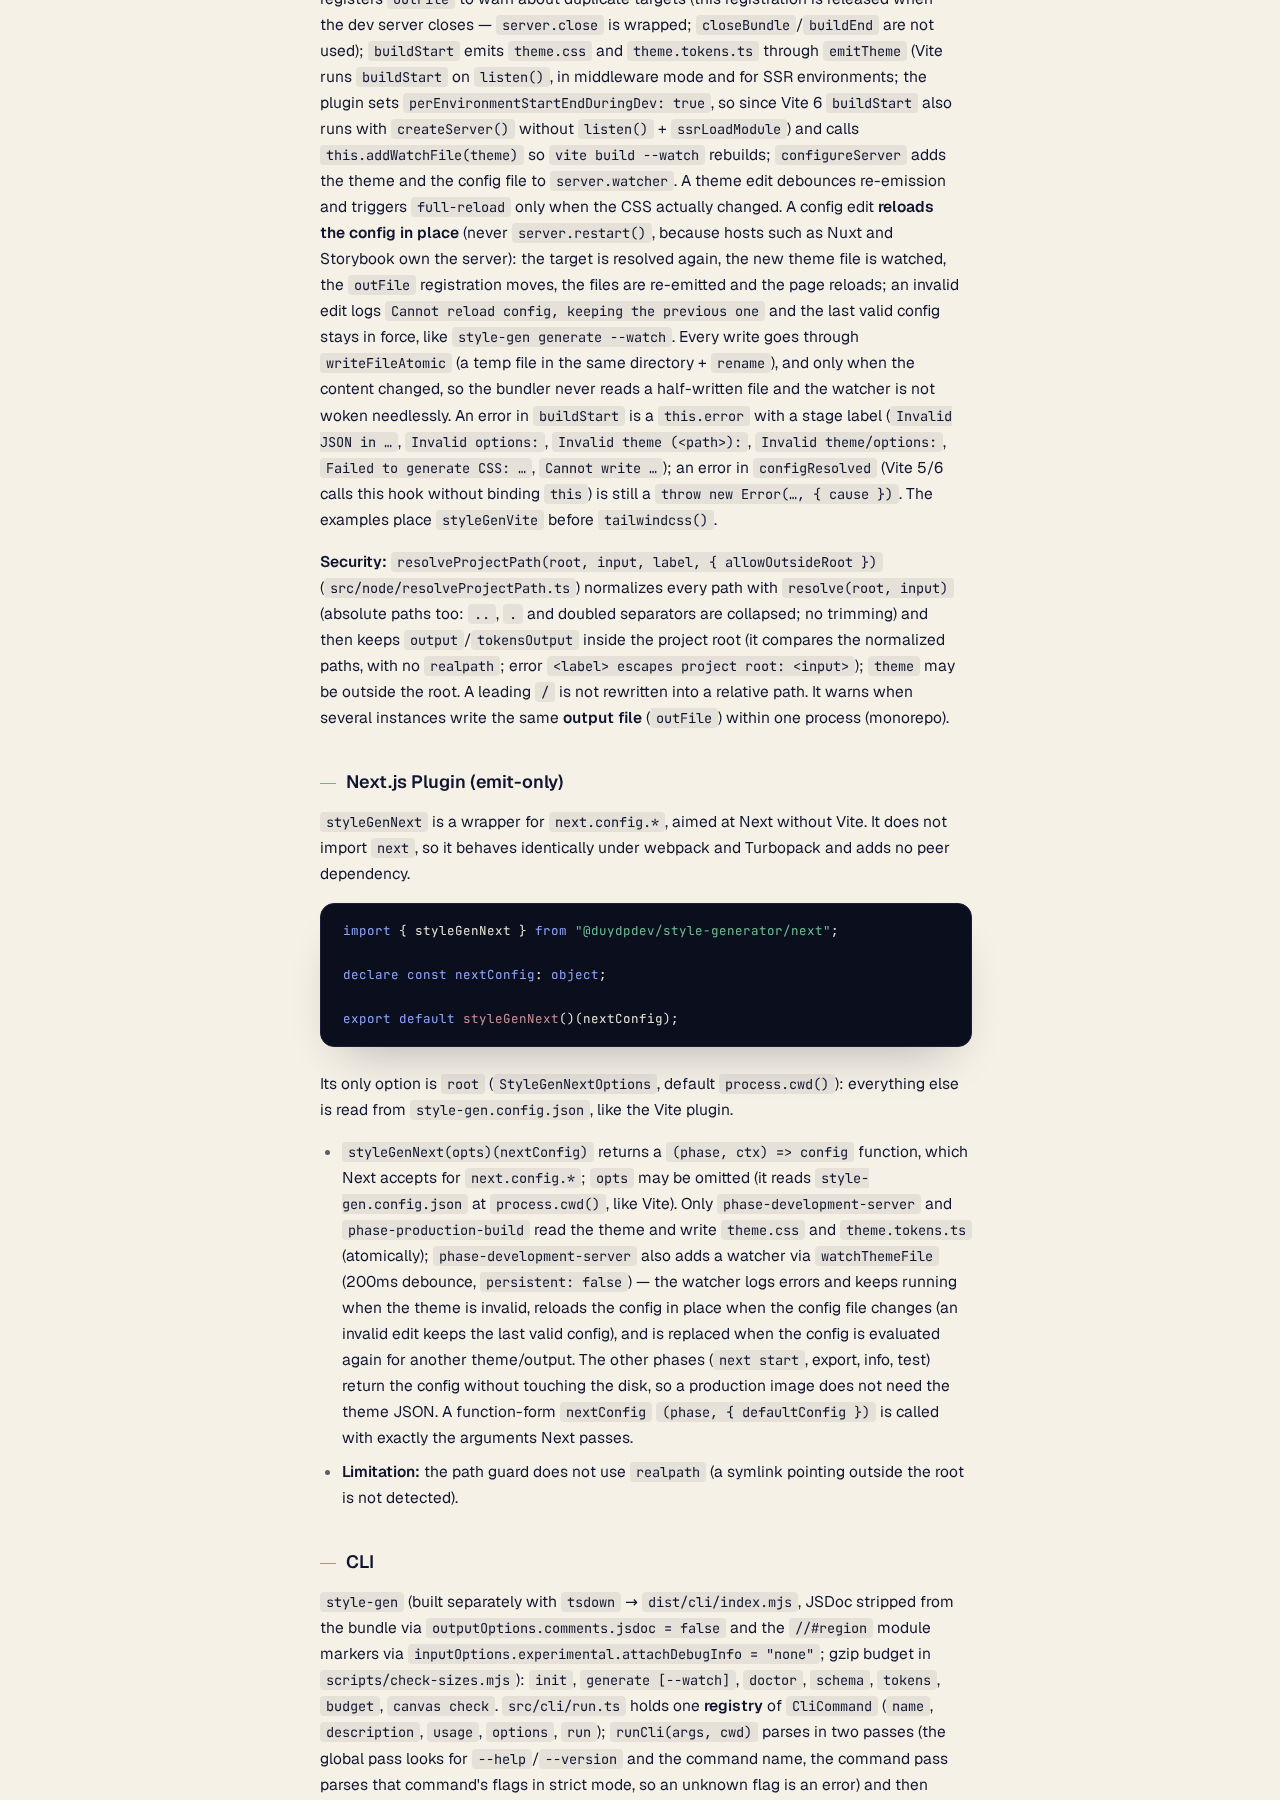 the dev server closes — server.close is wrapped; closeBundle/buildEnd are not
used); buildStart emits theme.css and theme.tokens.ts through emitTheme (Vite
runs buildStart on listen(), in middleware mode and for SSR environments; the
plugin sets perEnvironmentStartEndDuringDev: true, so since Vite 6 buildStart also
runs with createServer() without listen() + ssrLoadModule) and calls
this.addWatchFile(theme) so vite build --watch rebuilds; configureServer adds
the theme and the config file to server.watcher. A theme edit debounces re-emission
and triggers full-reload only when the CSS actually changed. A config edit reloads
the config in place (never server.restart(), because hosts such as Nuxt and
Storybook own the server): the target is resolved again, the new theme file is watched,
the outFile registration moves, the files are re-emitted and the page reloads; an invalid
edit logs Cannot reload config, keeping the previous one and the last valid config
stays in force, like style-gen generate --watch. Every write goes through
writeFileAtomic (a temp file in the same directory + rename), and only when the
content changed, so the bundler never reads a half-written file and the watcher is not
woken needlessly. An error in buildStart is a this.error with a stage label (Invalid
JSON in …, Invalid options:, Invalid theme (<path>):, Invalid theme/options:,
Failed to generate CSS: …, Cannot write …); an error in configResolved (Vite 5/6
calls this hook without binding this) is still a throw new Error(…, { cause }). The
examples place styleGenVite before tailwindcss().
Security: resolveProjectPath(root, input, label, { allowOutsideRoot })
(src/node/resolveProjectPath.ts) normalizes every path with resolve(root, input)
(absolute paths too: .., . and doubled separators are collapsed; no trimming) and
then keeps output/tokensOutput inside the project root (it compares the normalized
paths, with no realpath; error <label> escapes project root: <input>); theme may
be outside the root. A leading / is not rewritten into a relative path. It warns when
several instances write the same output file (outFile) within one process (monorepo).
— Next.js Plugin (emit-only)
styleGenNext is a wrapper for next.config.*, aimed at Next without Vite. It does not
import next, so it behaves identically under webpack and Turbopack and adds no peer
dependency.
import { styleGenNext } from "@duydpdev/style-generator/next";
declare const nextConfig: object;
export default styleGenNext()(nextConfig);
Its only option is root (StyleGenNextOptions, default process.cwd()): everything else
is read from style-gen.config.json, like the Vite plugin.
• styleGenNext(opts)(nextConfig) returns a (phase, ctx) => config function, which
Next accepts for next.config.*; opts may be omitted (it reads style-
gen.config.json at process.cwd(), like Vite). Only phase-development-server and
phase-production-build read the theme and write theme.css and theme.tokens.ts
(atomically); phase-development-server also adds a watcher via watchThemeFile
(200ms debounce, persistent: false) — the watcher logs errors and keeps running
when the theme is invalid, reloads the config in place when the config file changes (an
invalid edit keeps the last valid config), and is replaced when the config is evaluated
again for another theme/output. The other phases (next start, export, info, test)
return the config without touching the disk, so a production image does not need the
theme JSON. A function-form nextConfig (phase, { defaultConfig }) is called
with exactly the arguments Next passes.
• Limitation: the path guard does not use realpath (a symlink pointing outside the root
is not detected).
— CLI
style-gen (built separately with tsdown → dist/cli/index.mjs, JSDoc stripped from
the bundle via outputOptions.comments.jsdoc = false and the //#region module
markers via inputOptions.experimental.attachDebugInfo = "none"; gzip budget in
scripts/check-sizes.mjs): init, generate [--watch], doctor, schema, tokens,
budget, canvas check. src/cli/run.ts holds one registry of CliCommand (name,
description, usage, options, run); runCli(args, cwd) parses in two passes (the
global pass looks for --help/--version and the command name, the command pass
parses that command's flags in strict mode, so an unknown flag is an error) and then